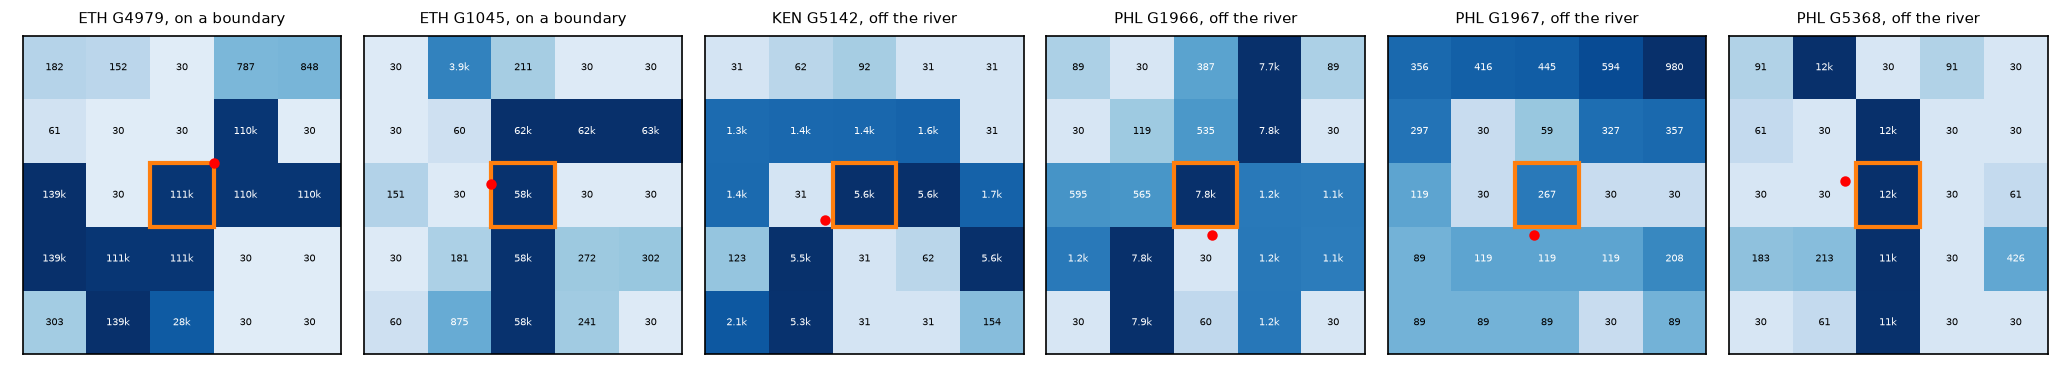 ETH G4979, on a boundary
182 152 30 787 848
61 30 30 110k 30
139k 30 111k 110k 110k
139k 111k 111k 30 30
303 139k 28k 30 30
ETH G1045, on a boundary
30 3.9k 211 30 30
30 60 62k 62k 63k
151 30 58k 30 30
30 181 58k 272 302
60 875 58k 241 30
KEN G5142, off the river
31 62 92 31 31
1.3k 1.4k 1.4k 1.6k 31
1.4k 31 5.6k 5.6k 1.7k
123 5.5k 31 62 5.6k
2.1k 5.3k 31 31 154
PHL G1966, off the river
89 30 387 7.7k 89
30 119 535 7.8k 30
595 565 7.8k 1.2k 1.1k
1.2k 7.8k 30 1.2k 1.1k
30 7.9k 60 1.2k 30
PHL G1967, off the river
356 416 445 594 980
297 30 59 327 357
119 30 267 30 30
89 119 119 119 208
89 89 89 30 89
PHL G5368, off the river
91 12k 30 91 30
61 30 12k 30 30
30 30 12k 30 61
183 213 11k 30 426
30 61 11k 30 30